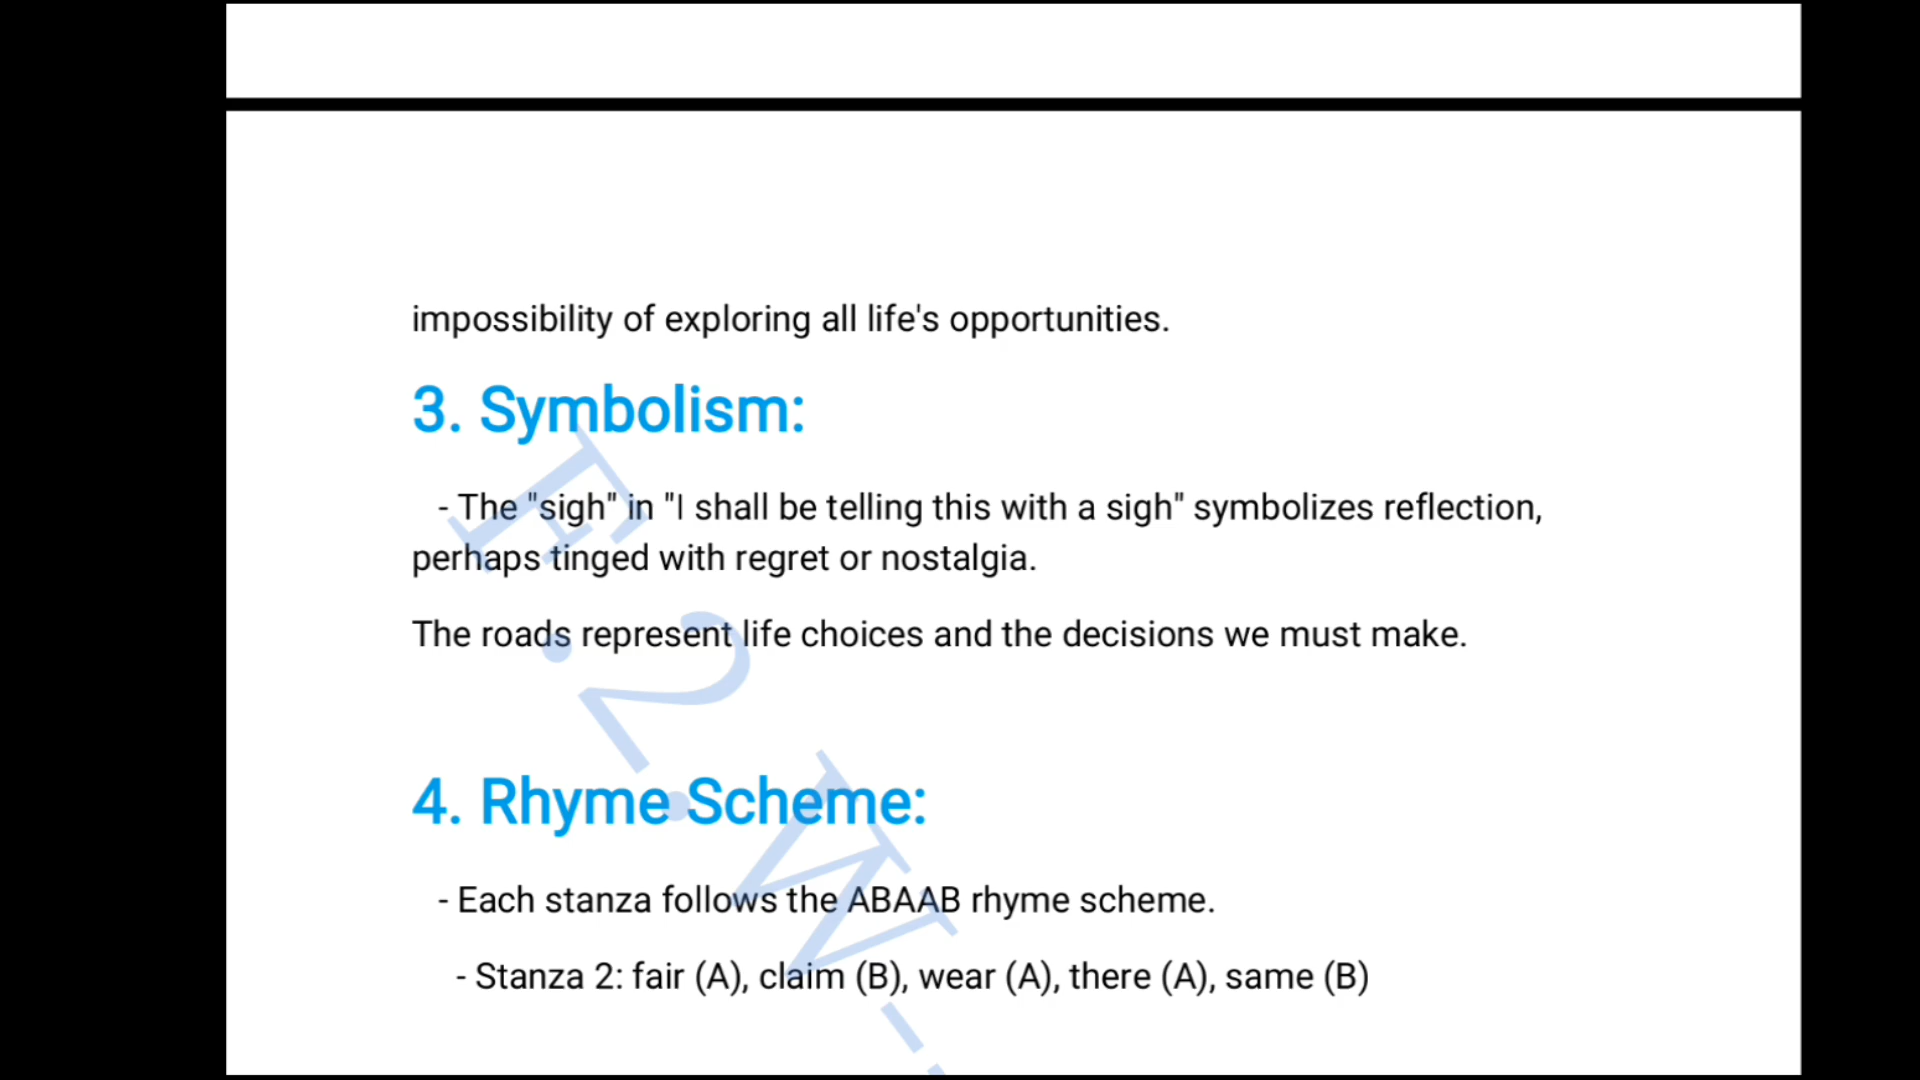 impossibility of exploring all life's opportunities.
3. Symbolism:
- The "sigh" in "I shall be telling this with a sigh" symbolizes reflection,
perhaps tinged with regret or nostalgia.
The roads represent life choices and the decisions we must make.
4. Rhyme Scheme:
- Each stanza follows the ABAAB rhyme scheme.
- Stanza 2: fair (A), claim (B), wear (A), there (A), same (B)
F.2.W-